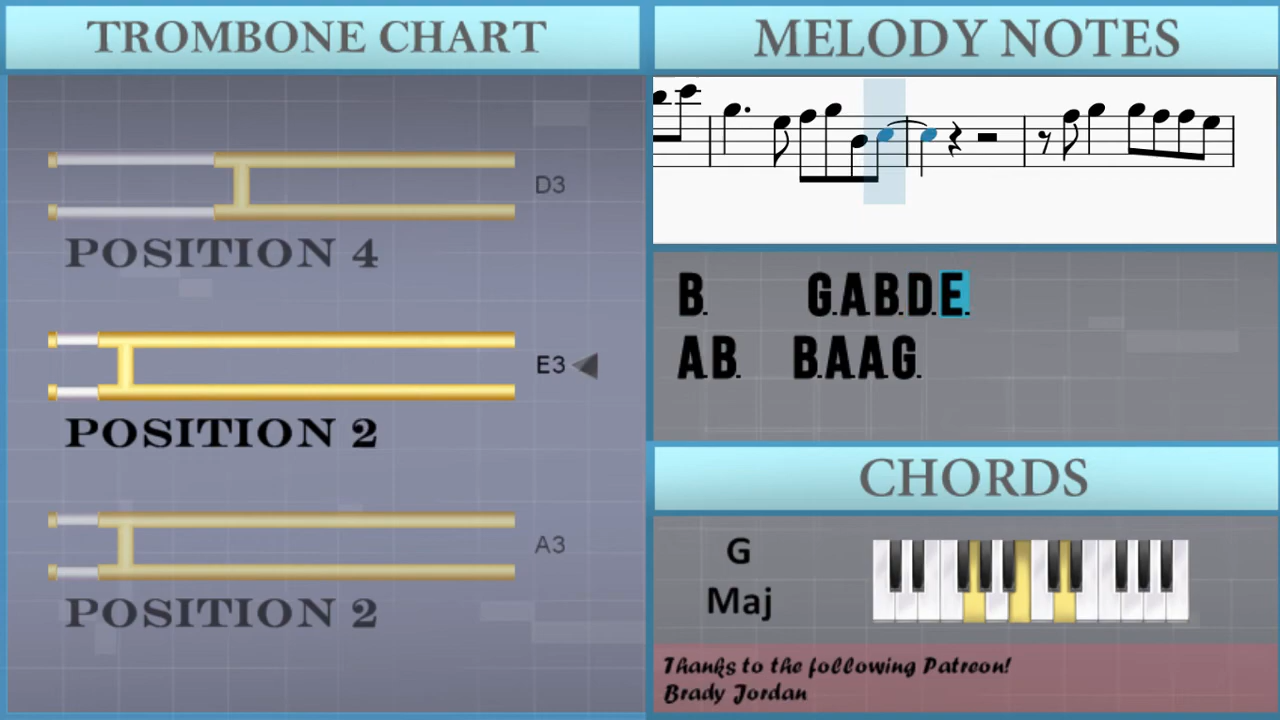 TROMBONE CHART
D3
POSITION 4
E3
POSITION 2
A3
POSITION 2
MELODY NOTES
B. G.A.B.D.E.
A.B. B.A.A.G.
CHORDS
G
Maj
Thanks to the following Patreon!
Brady Jordan